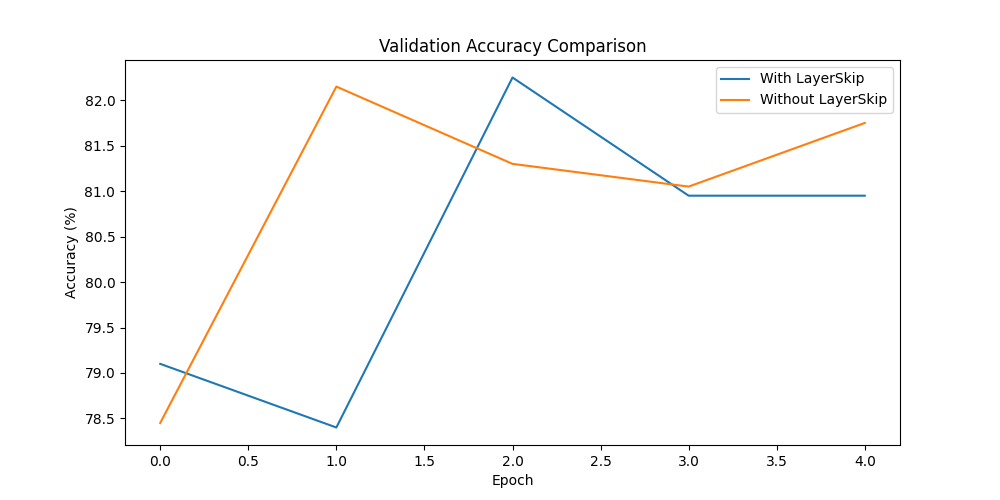 Validation Accuracy Comparison
With LayerSkip
Without LayerSkip
Accuracy (%)
82.0
81.5
81.0
80.5
80.0
79.5
79.0
78.5
0.0 0.5 1.0 1.5 2.0 2.5 3.0 3.5 4.0
Epoch